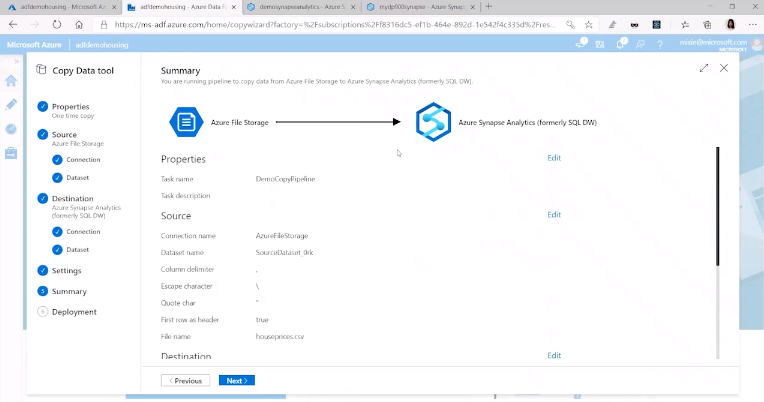 adldemohousing - Microsoft A
adldemohousing - Azure Data F
demosynapseanalytics - Azure S
mydp900synapse - Azure Synaps
https://ms-adf.azure.com/copywizard?factory=%2Fsubscriptions%2Ff8316dc5-ef1b-464e-892d-1e542f4c335d%2Fres...
Microsoft Azure
adldemohousing
@microsoft.com
MICROSOFT
Copy Data tool
Properties
One time copy
Source
Azure File Storage
Connection
Dataset
Destination
Azure Synapse Analytics
(formerly SQL DW)
Connection
Dataset
Settings
5
Summary
6
Deployment
Summary
You are running pipeline to copy data from Azure File Storage to Azure Synapse Analytics (formerly SQL DW).
Azure File Storage
Azure Synapse Analytics (formerly SQL DW)
Properties
Edit
Task name
DemoCopyPipeline
Task description
Source
Edit
Connection name
AzureFileStorage
Dataset name
SourceDataset_0rk
Column delimiter
,
Escape character
\
Quote char
"
First row as header
true
File name
houseprices.csv
Destination
Edit
< Previous
Next >